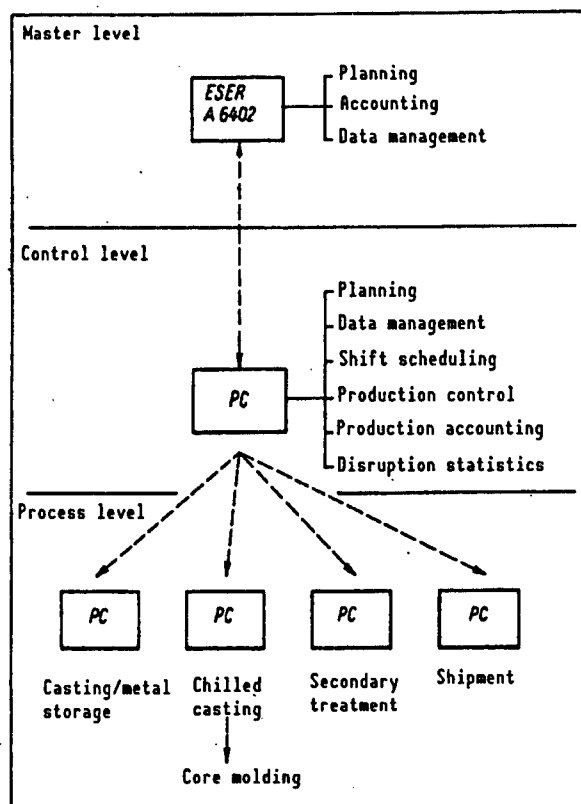 Master level
ESER
A 6402
Planning
Accounting
Data management
Control level
PC
Planning
Data management
Shift scheduling
Production control
Production accounting
Disruption statistics
Process level
PC
PC
PC
PC
Casting/metal
storage
Chilled
casting
Secondary
treatment
Shipment
Core molding